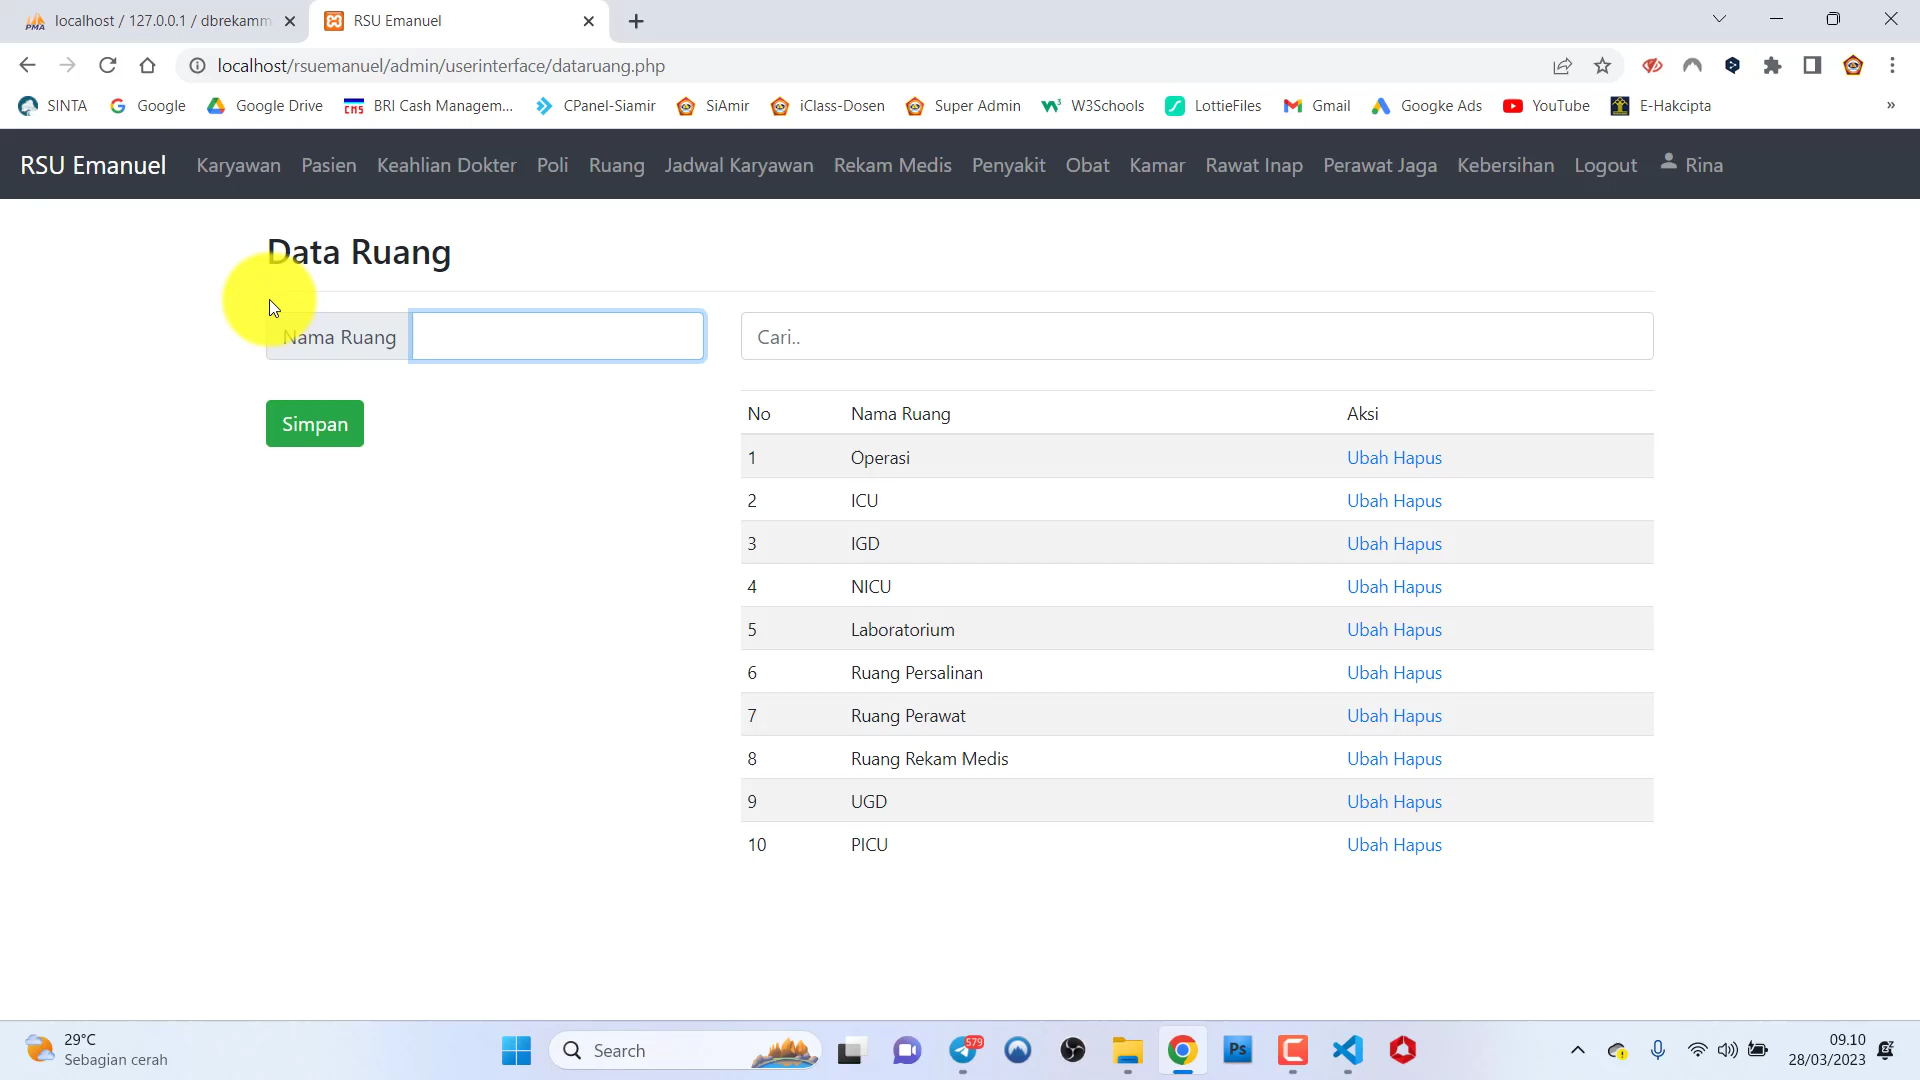 localhost / 127.0.0.1 / dbrekamm
RSU Emanuel
localhost/rsuemanuel/admin/userinterface/dataruang.php
SINTA Google Google Drive BRI Cash Managem... CPanel-Siamir SiAmir iClass-Dosen Super Admin W3Schools LottieFiles Gmail Googke Ads YouTube E-Hakcipta »
RSU Emanuel Karyawan Pasien Keahlian Dokter Poli Ruang Jadwal Karyawan Rekam Medis Penyakit Obat Kamar Rawat Inap Perawat Jaga Kebersihan Logout Rina
Data Ruang
Nama Ruang
Cari..
Simpan
No Nama Ruang Aksi
1 Operasi Ubah Hapus
2 ICU Ubah Hapus
3 IGD Ubah Hapus
4 NICU Ubah Hapus
5 Laboratorium Ubah Hapus
6 Ruang Persalinan Ubah Hapus
7 Ruang Perawat Ubah Hapus
8 Ruang Rekam Medis Ubah Hapus
9 UGD Ubah Hapus
10 PICU Ubah Hapus
29°C
Sebagian cerah
Search
579
Ps
09.10
28/03/2023